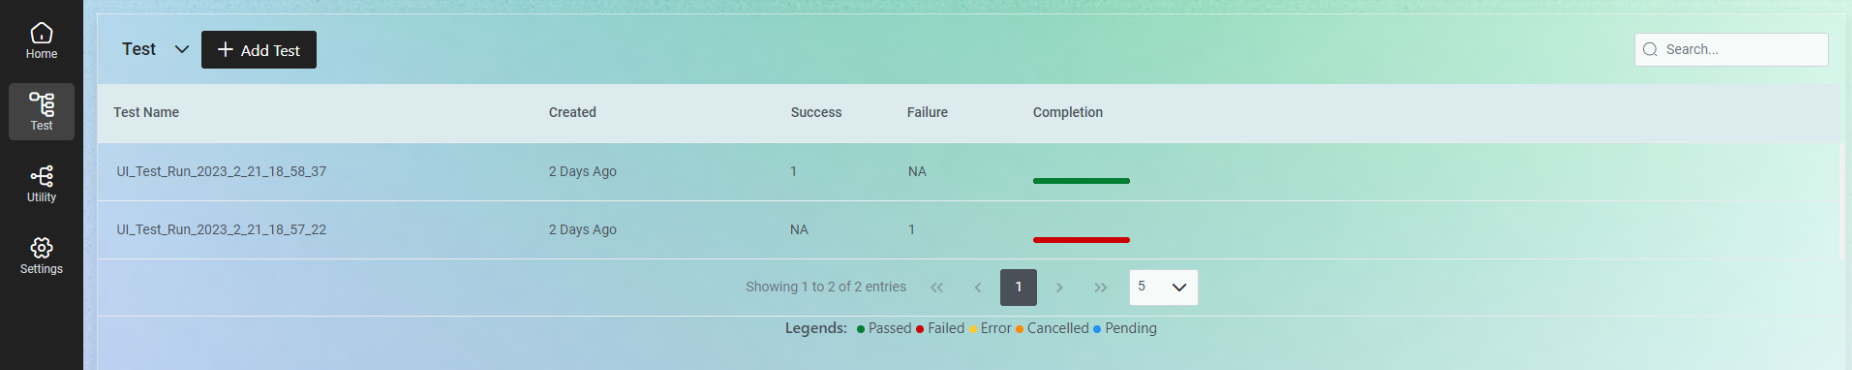 Home
Test
Utility
Settings
Test
Add Test
Search...
Test Name Created Success Failure Completion
UI_Test_Run_2023_2_21_18_58_37 2 Days Ago 1 NA
UI_Test_Run_2023_2_21_18_57_22 2 Days Ago NA 1
Showing 1 to 2 of 2 entries « ‹ 1 › » 5
Legends: Passed Failed Error Cancelled Pending